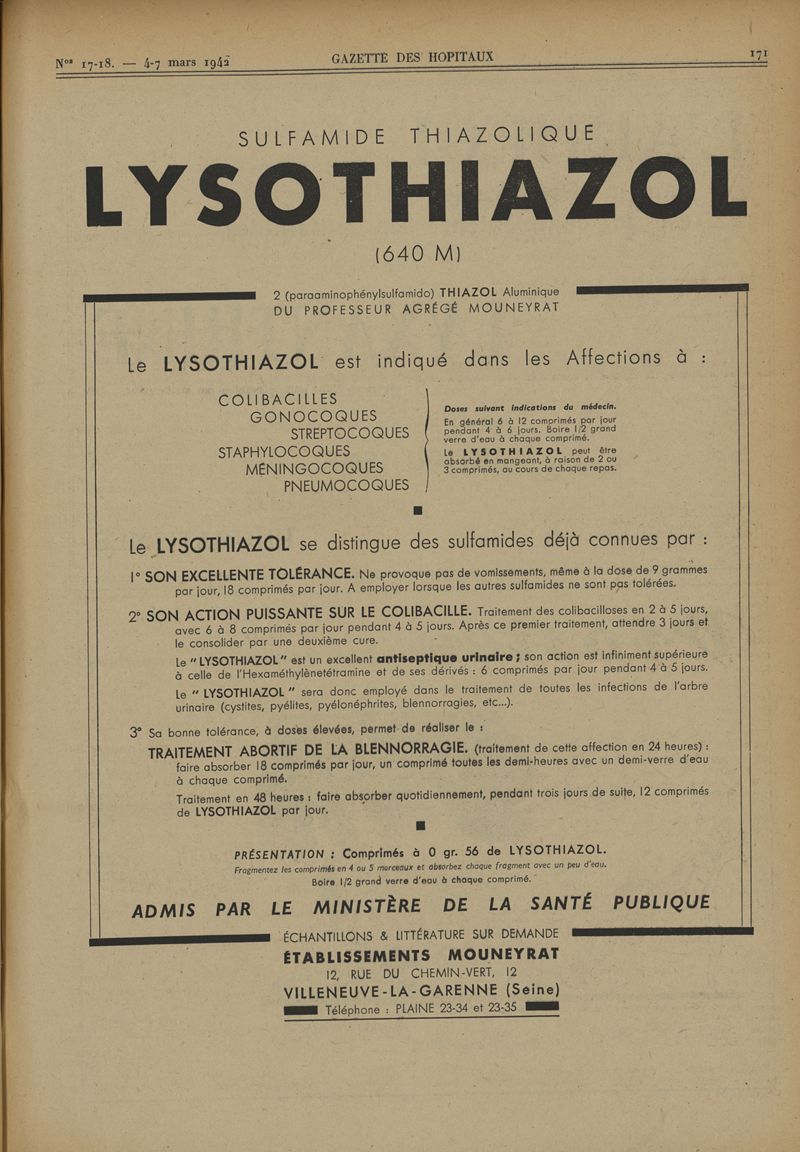 Nos 17-18. — 4-7 mars 1942
GAZETTE DES HOPITAUX
171
SULFAMIDE THIAZOLIQUE
LYSOTHIAZOL
(640 M)
2 (paraaminophénylsulfamido) THIAZOL Aluminique
DU PROFESSEUR AGRÉGÉ MOUNEYRAT
Le LYSOTHIAZOL est indiqué dans les Affections à :
COLIBACILLES
GONOCOQUES
STREPTOCOQUES
STAPHYLOCOQUES
MÉNINGOCOQUES
PNEUMOCOQUES
Doses suivant indications du médecin.
En général 6 à 12 comprimés par jour
pendant 4 à 6 jours. Boire 1/2 grand
verre d'eau à chaque comprimé.
Le LYSOTHIAZOL peut être
absorbé en mangeant, à raison de 2 ou
3 comprimés, au cours de chaque repas.
Le LYSOTHIAZOL se distingue des sulfamides déjà connues par :
1° SON EXCELLENTE TOLÉRANCE. Ne provoque pas de vomissements, même à la dose de 9 grammes
par jour, 18 comprimés par jour. A employer lorsque les autres sulfamides ne sont pas tolérées.
2° SON ACTION PUISSANTE SUR LE COLIBACILLE. Traitement des colibacilloses en 2 à 5 jours,
avec 6 à 8 comprimés par jour pendant 4 à 5 jours. Après ce premier traitement, attendre 3 jours et
le consolider par une deuxième cure.
Le "LYSOTHIAZOL" est un excellent antiseptique urinaire ; son action est infiniment supérieure
à celle de l'Hexaméthylènetétramine et de ses dérivés : 6 comprimés par jour pendant 4 à 5 jours.
Le " LYSOTHIAZOL " sera donc employé dans le traitement de toutes les infections de l'arbre
urinaire (cystites, pyélites, pyélonéphrites, blennorragies, etc...).
3° Sa bonne tolérance, à doses élevées, permet de réaliser le :
TRAITEMENT ABORTIF DE LA BLENNORRAGIE. (traitement de cette affection en 24 heures) :
faire absorber 18 comprimés par jour, un comprimé toutes les demi-heures avec un demi-verre d'eau
à chaque comprimé.
Traitement en 48 heures : faire absorber quotidiennement, pendant trois jours de suite, 12 comprimés
de LYSOTHIAZOL par jour.
PRÉSENTATION : Comprimés à 0 gr. 56 de LYSOTHIAZOL.
Fragmentez les comprimés en 4 ou 5 morceaux et absorbez chaque fragment avec un peu d'eau.
Boire 1/2 grand verre d'eau à chaque comprimé.
ADMIS PAR LE MINISTÈRE DE LA SANTÉ PUBLIQUE
ÉCHANTILLONS & LITTÉRATURE SUR DEMANDE
ÉTABLISSEMENTS MOUNEYRAT
12, RUE DU CHEMIN-VERT, 12
VILLENEUVE-LA-GARENNE (Seine)
Téléphone : PLAINE 23-34 et 23-35